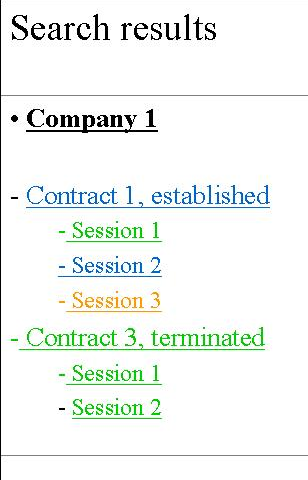 Search results
• Company 1
- Contract 1, established
- Session 1
- Session 2
- Session 3
- Contract 3, terminated
- Session 1
- Session 2